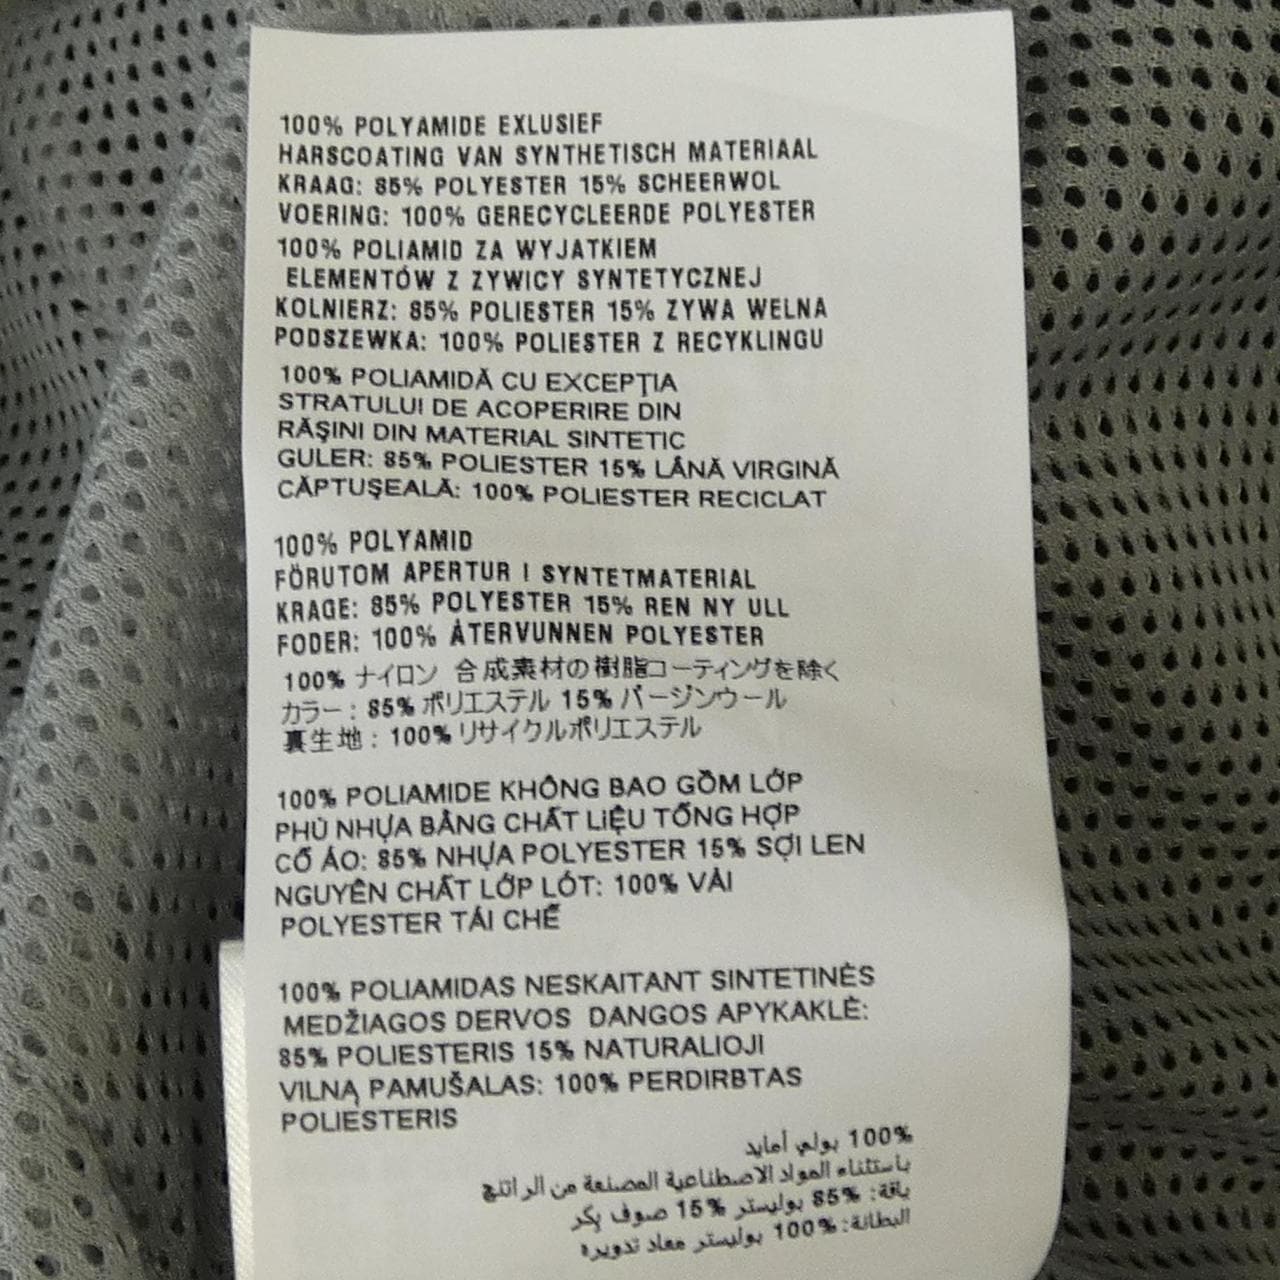 100% POLYAMIDE EXLUSIEF
HARSCOATING VAN SYNTHETISCH MATERIAAL
KRAAG: 85% POLYESTER 15% SCHEERWOL
VOERING: 100% GERECYCLEERDE POLYESTER
100% POLIAMID ZA WYJATKIEM
ELEMENTÓW Z ZYWICY SYNTETYCZNEJ
KOLNIERZ: 85% POLIESTER 15% ZYWA WELNA
PODSZEWKA: 100% POLIESTER Z RECYKLINGU
100% POLIAMIDĂ CU EXCEPȚIA
STRATULUI DE ACOPERIRE DIN
RĂŞINI DIN MATERIAL SINTETIC
GULER: 85% POLIESTER 15% LÂNĂ VIRGINĂ
CĂPTUŞEALĂ: 100% POLIESTER RECICLAT
100% POLYAMID
FÖRUTOM APERTUR I SYNTETMATERIAL
KRAGE: 85% POLYESTER 15% REN NY ULL
FODER: 100% ÅTERVUNNEN POLYESTER
100% ナイロン 合成素材の樹脂コーティングを除く
カラー : 85% ポリエステル 15% バージンウール
裏生地 : 100% リサイクルポリエステル
100% POLIAMIDE KHÔNG BAO GỒM LỚP
PHỦ NHỰA BẰNG CHẤT LIỆU TỔNG HỢP
CỔ ÁO: 85% NHỰA POLYESTER 15% SỢI LEN
NGUYÊN CHẤT LỚP LÓT: 100% VẢI
POLYESTER TÁI CHẾ
100% POLIAMIDAS NESKAITANT SINTETINĖS
MEDŽIAGOS DERVOS DANGOS APYKAKLĖ:
85% POLIESTERIS 15% NATURALIOJI
VILNĄ PAMUŠALAS: 100% PERDIRBTAS
POLIESTERIS
100% بولي أمايد
بأستثناء المواد الاصطناعية المصنعة من الراتنج
ياقة: 85% بوليستر 15% صوف بكر
البطانة: 100% بوليستر معاد تدويره